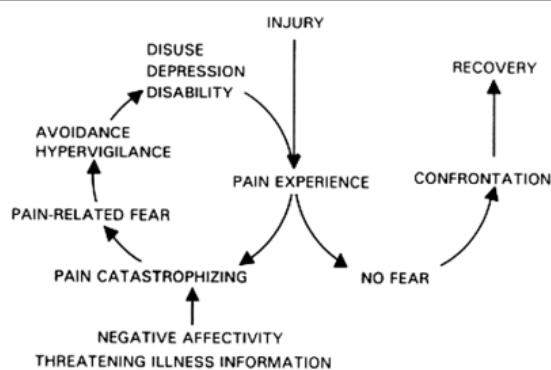 INJURY
DISUSE
DEPRESSION
DISABILITY
RECOVERY
AVOIDANCE
HYPERVIGILANCE
PAIN EXPERIENCE
CONFRONTATION
PAIN-RELATED FEAR
PAIN CATASTROPHIZING
NO FEAR
NEGATIVE AFFECTIVITY
THREATENING ILLNESS INFORMATION